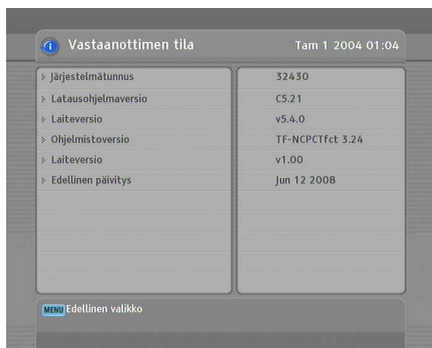 Vastaanottimen tila Tam 1 2004 01:04
Järjestelmätunnus 32430
Latausohjelmaversio C5.21
Laiteversio v5.4.0
Ohjelmistoversio TF-NCPCTfct 3.24
Laiteversio v1.00
Edellinen päivitys Jun 12 2008
MENU Edellinen valikko